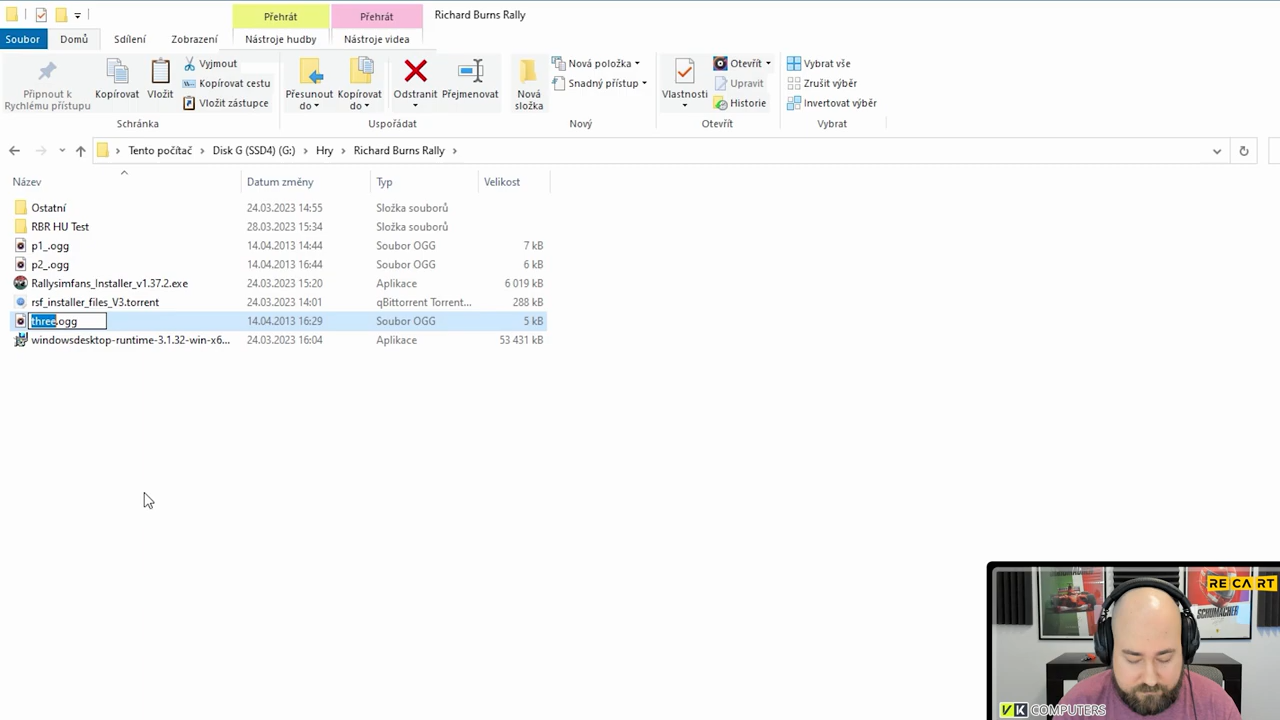 Přehrát
Přehrát
Richard Burns Rally
Soubor
Domů
Sdílení
Zobrazení
Nástroje hudby
Nástroje videa
Připnout k
Rychlému přístupu
Kopírovat
Vložit
Vyjmout
Kopírovat cestu
Vložit zástupce
Schránka
Přesunout
do
Kopírovat
do
Odstranit
Přejmenovat
Uspořádat
Nová
složka
Nová položka
Snadný přístup
Nový
Vlastnosti
Otevřít
Upravit
Historie
Otevřít
Vybrat vše
Zrušit výběr
Invertovat výběr
Vybrat
Tento počítač > Disk G (SSD4) (G:) > Hry > Richard Burns Rally >
Název Datum změny Typ Velikost
Ostatní 24.03.2023 14:55 Složka souborů
RBR HU Test 28.03.2023 15:34 Složka souborů
p1_.ogg 14.04.2013 14:44 Soubor OGG 7 kB
p2_.ogg 14.04.2013 16:44 Soubor OGG 6 kB
Rallysimfans_Installer_v1.37.2.exe 24.03.2023 15:20 Aplikace 6 019 kB
rsf_installer_files_V3.torrent 24.03.2023 14:01 qBittorrent Torrent... 288 kB
three.ogg 14.04.2013 16:29 Soubor OGG 5 kB
windowsdesktop-runtime-3.1.32-win-x6... 24.03.2023 16:04 Aplikace 53 431 kB
RECART
SCHUMACHER
VK COMPUTERS